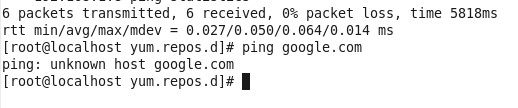 6 packets transmitted, 6 received, 0% packet loss, time 5818ms
rtt min/avg/max/mdev = 0.027/0.050/0.064/0.014 ms
[root@localhost yum.repos.d]# ping google.com
ping: unknown host google.com
[root@localhost yum.repos.d]#